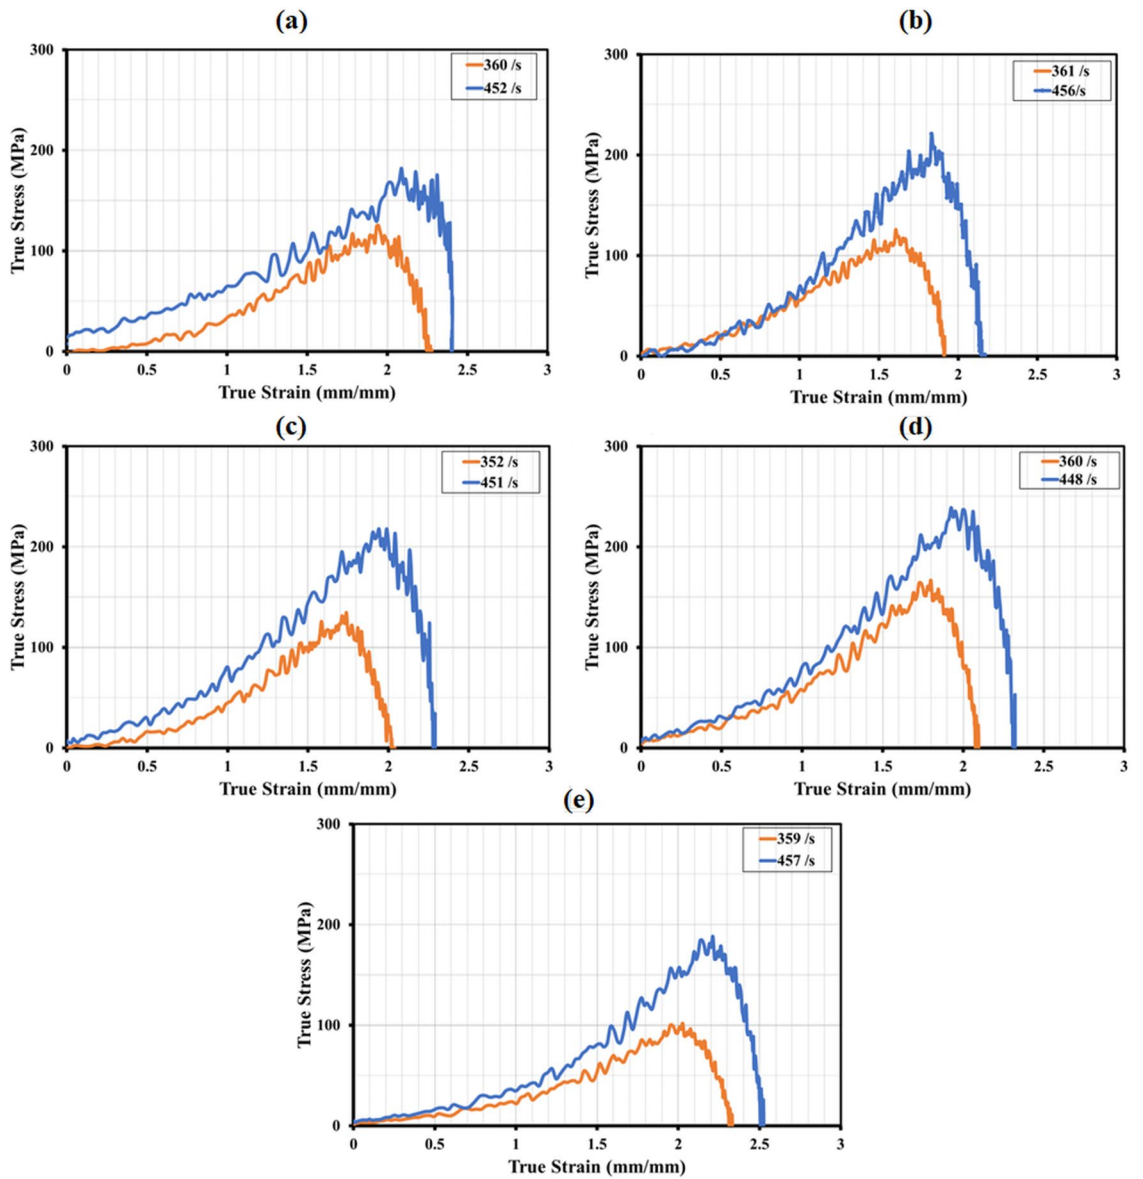 (a)
300
200
100
0
True Stress (MPa)
360 /s
452 /s
0 0.5 1 1.5 2 2.5 3
True Strain (mm/mm)
(b)
300
200
100
0
True Stress (MPa)
361 /s
456/s
0 0.5 1 1.5 2 2.5 3
True Strain (mm/mm)
(c)
300
200
100
0
True Stress (MPa)
352 /s
451 /s
0 0.5 1 1.5 2 2.5 3
True Strain (mm/mm)
(d)
300
200
100
0
True Stress (MPa)
360 /s
448 /s
0 0.5 1 1.5 2 2.5 3
True Strain (mm/mm)
(e)
300
200
100
0
True Stress (MPa)
359 /s
457 /s
0 0.5 1 1.5 2 2.5 3
True Strain (mm/mm)